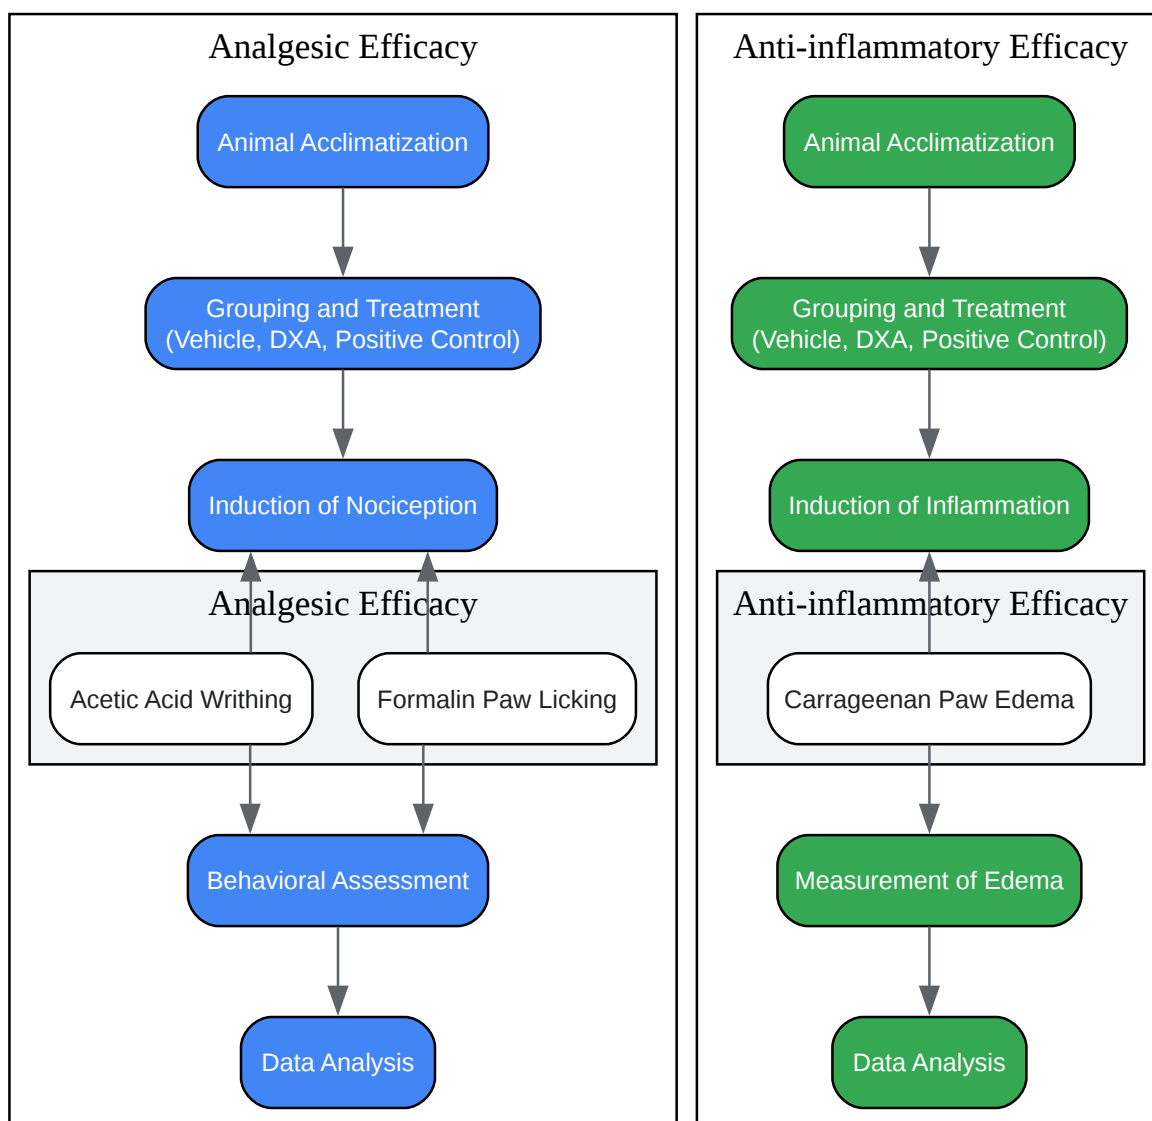 Analgesic Efficacy
Animal Acclimatization
Grouping and Treatment
(Vehicle, DXA, Positive Control)
Induction of Nociception
Analgesic Efficacy
Acetic Acid Writhing
Formalin Paw Licking
Behavioral Assessment
Data Analysis
Anti-inflammatory Efficacy
Animal Acclimatization
Grouping and Treatment
(Vehicle, DXA, Positive Control)
Induction of Inflammation
Anti-inflammatory Efficacy
Carrageenan Paw Edema
Measurement of Edema
Data Analysis